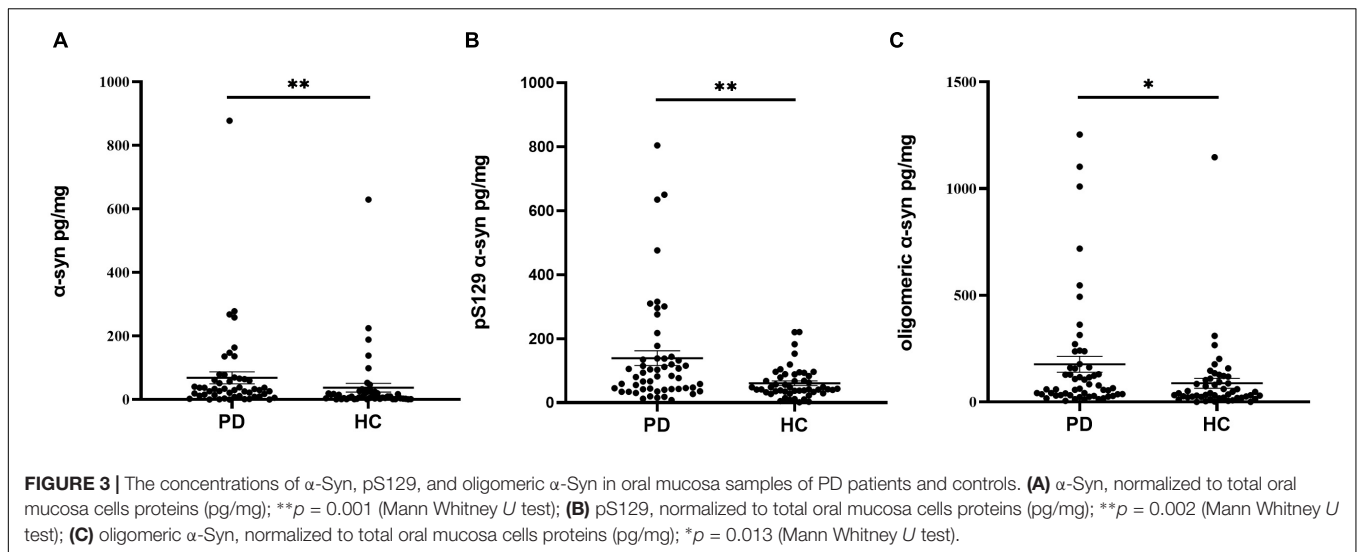 A
B
C
1000
800
600
400
200
0
α-syn pg/mg
**
PD
HC
1000
800
600
400
200
0
pS129 α-syn pg/mg
**
PD
HC
1500
1000
500
0
oligomeric α-syn pg/mg
*
PD
HC
FIGURE 3 | The concentrations of α-Syn, pS129, and oligomeric α-Syn in oral mucosa samples of PD patients and controls. (A) α-Syn, normalized to total oral
mucosa cells proteins (pg/mg); **p = 0.001 (Mann Whitney U test); (B) pS129, normalized to total oral mucosa cells proteins (pg/mg); **p = 0.002 (Mann Whitney U
test); (C) oligomeric α-Syn, normalized to total oral mucosa cells proteins (pg/mg); *p = 0.013 (Mann Whitney U test).